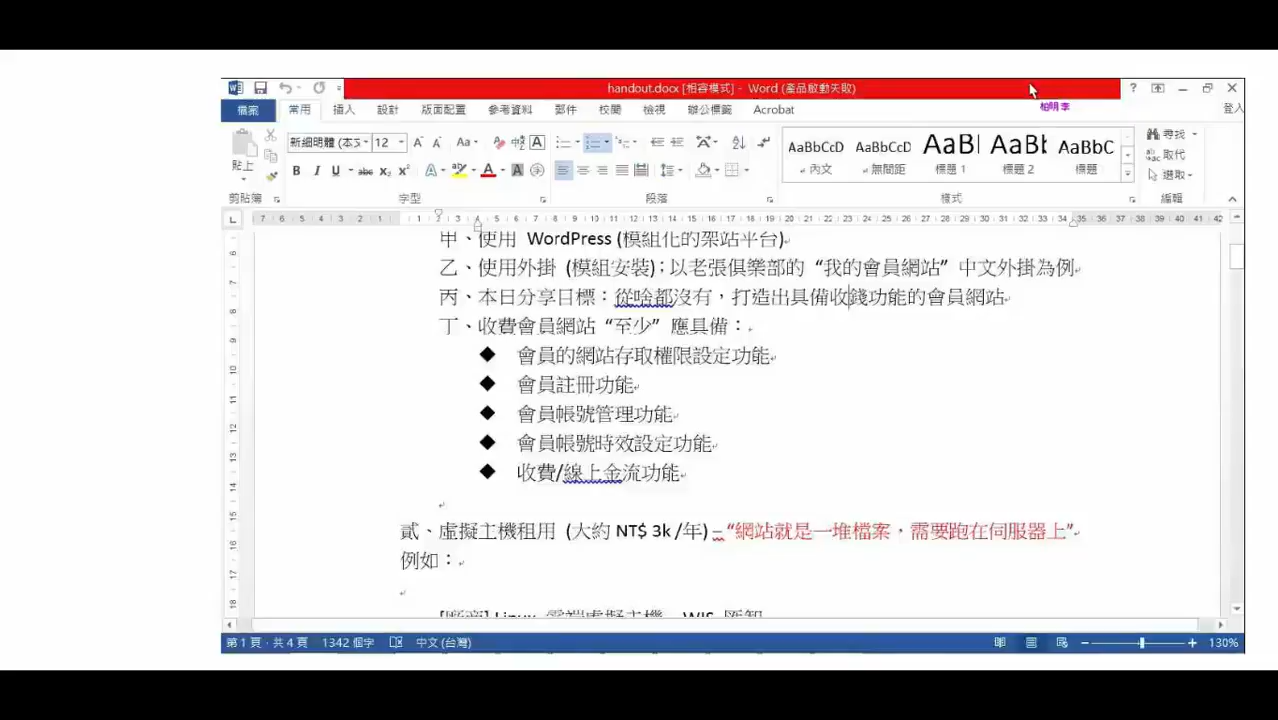 handout.docx [相容模式] - Word (產品啟動失敗)
柏明 李
檔案 常用 插入 設計 版面配置 參考資料 郵件 校閱 檢視 辦公標籤 Acrobat 登入
貼上 新細明體 (本文 12 Aa
B I U abc x₂ x²
AaBbCcD AaBbCcD AaBl AaBb AaBbC
內文 無間距 標題 1 標題 2 標題
尋找
取代
選取
剪貼簿 字型 段落 樣式 編輯
甲、使用 WordPress (模組化的架站平台)
乙、使用外掛 (模組安裝)；以老張俱樂部的 “我的會員網站” 中文外掛為例
丙、本日分享目標：從啥都沒有，打造出具備收錢功能的會員網站
丁、收費會員網站 “至少” 應具備：
◆ 會員的網站存取權限設定功能
◆ 會員註冊功能
◆ 會員帳號管理功能
◆ 會員帳號時效設定功能
◆ 收費/線上金流功能
貳、虛擬主機租用 (大約 NT$ 3k /年) – “網站就是一堆檔案，需要跑在伺服器上”
例如：
第 1 頁，共 4 頁 1342 個字 中文 (台灣) 130%